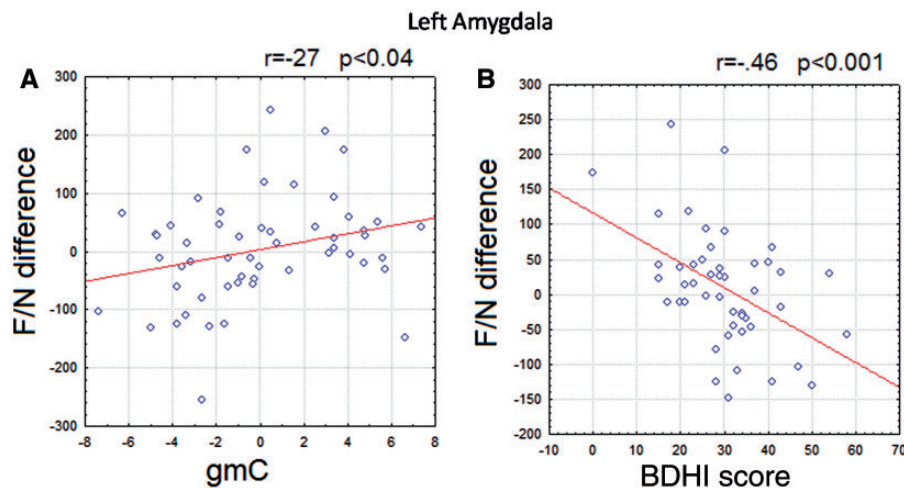 Left Amygdala
A
r=-27 p<0.04
F/N difference
300
200
100
0
-100
-200
-300
-8 -6 -4 -2 0 2 4 6 8
gmC
B
r=-.46 p<0.001
F/N difference
300
250
200
150
100
50
0
-50
-100
-150
-200
-10 0 10 20 30 40 50 60 70
BDHI score